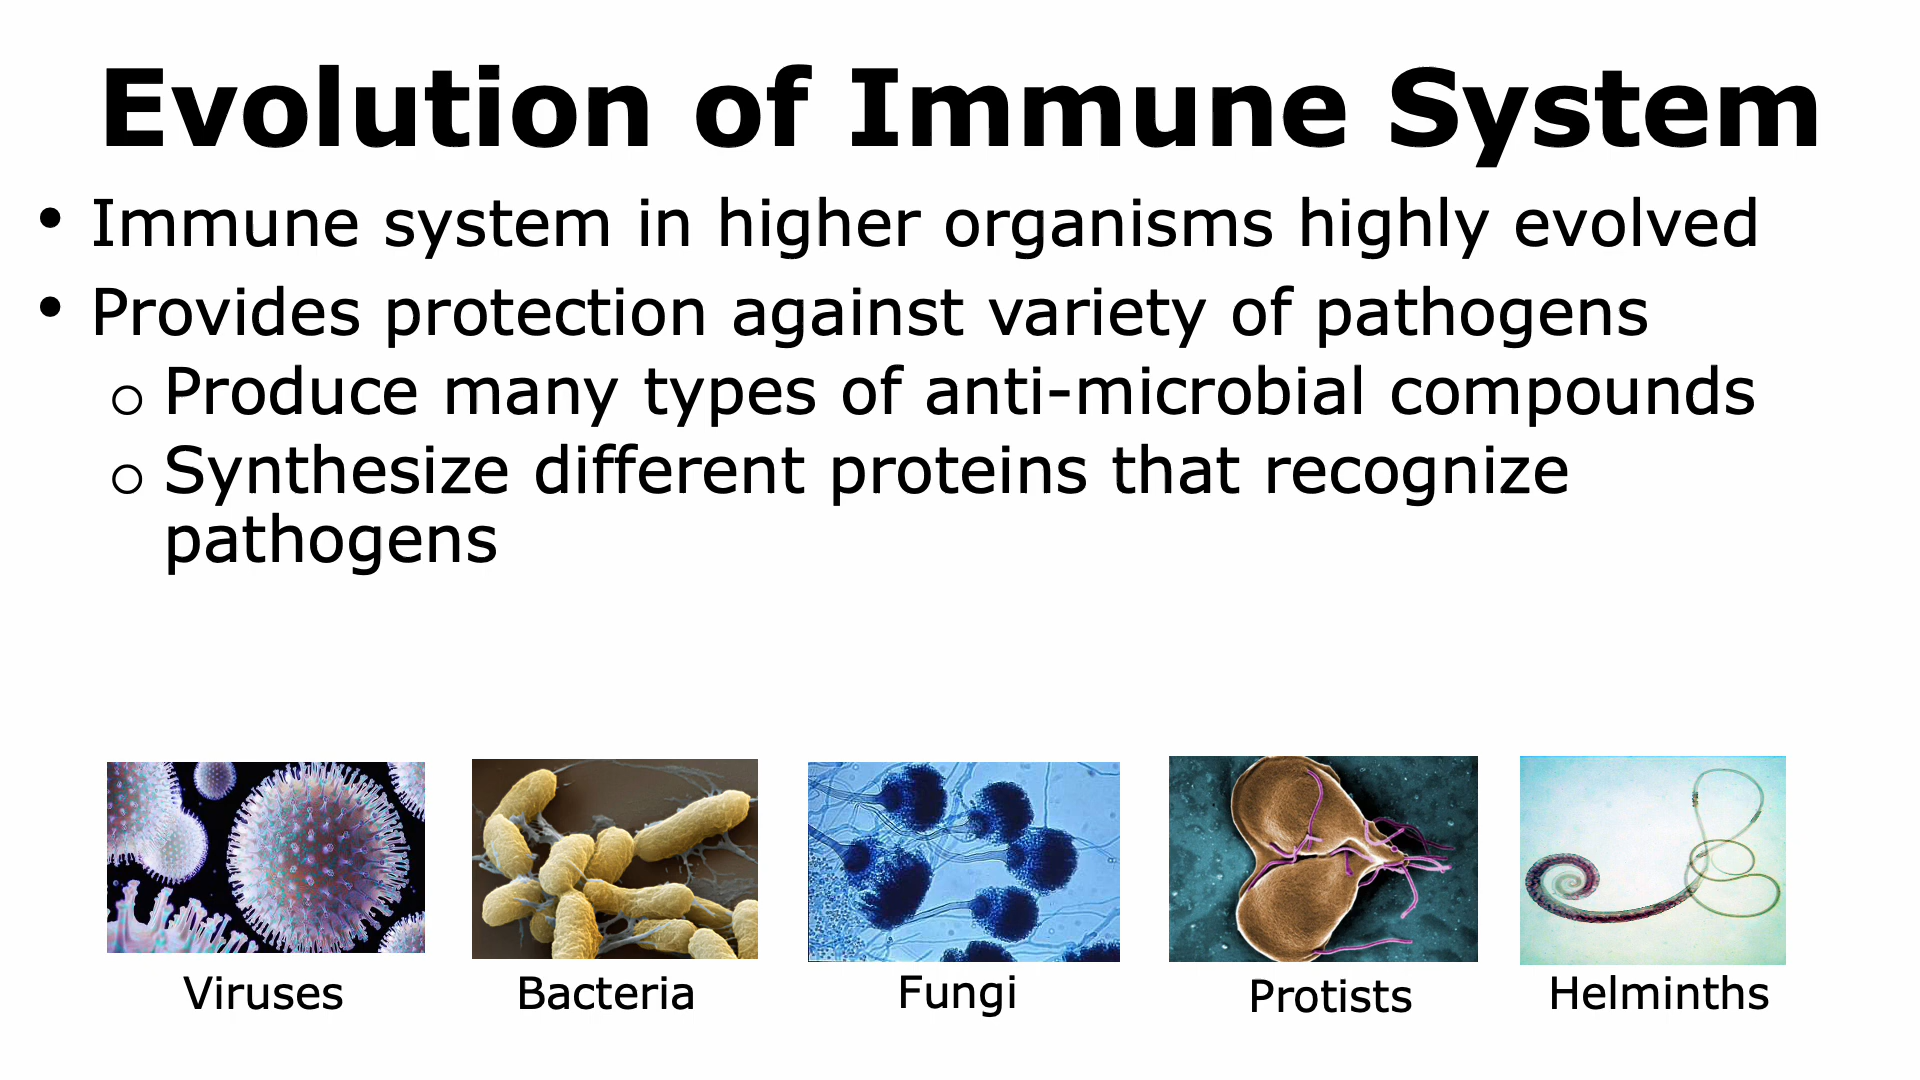 Evolution of Immune System
• Immune system in higher organisms highly evolved
• Provides protection against variety of pathogens
o Produce many types of anti-microbial compounds
o Synthesize different proteins that recognize
pathogens
Viruses
Bacteria
Fungi
Protists
Helminths